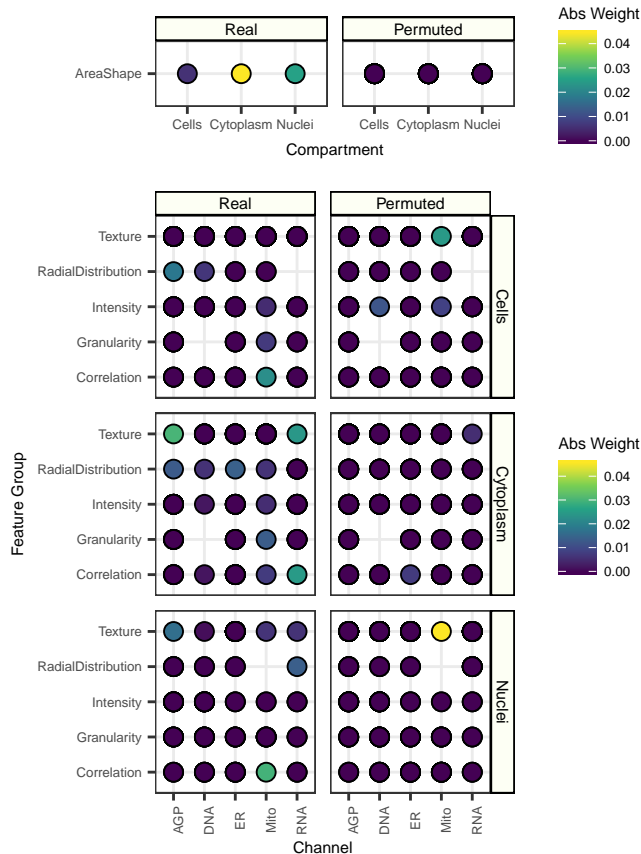 Real Permuted
AreaShape
Cells Cytoplasm Nuclei Cells Cytoplasm Nuclei
Compartment
Abs Weight
0.04
0.03
0.02
0.01
0.00
Real Permuted
Feature Group
Texture
RadialDistribution
Intensity
Granularity
Correlation
Cells
Texture
RadialDistribution
Intensity
Granularity
Correlation
Cytoplasm
Texture
RadialDistribution
Intensity
Granularity
Correlation
Nuclei
AGP DNA ER Mito RNA AGP DNA ER Mito RNA
Channel
Abs Weight
0.04
0.03
0.02
0.01
0.00